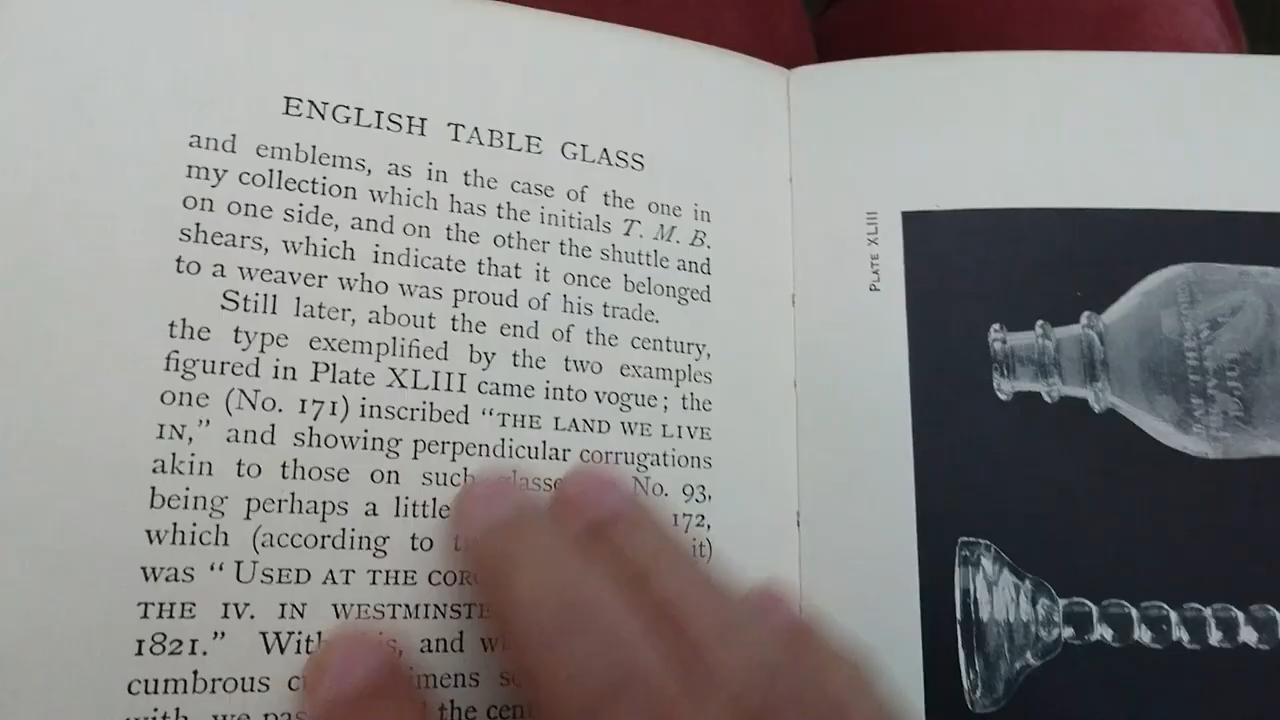 ENGLISH TABLE GLASS
and emblems, as in the case of the one in
my collection which has the initials T. M. B.
on one side, and on the other the shuttle and
shears, which indicate that it once belonged
to a weaver who was proud of his trade.
Still later, about the end of the century,
the type exemplified by the two examples
figured in Plate XLIII came into vogue; the
one (No. 171) inscribed "THE LAND WE LIVE
IN," and showing perpendicular corrugations
akin to those on such No. 93,
being perhaps a little 172,
which (according to it)
was "USED AT THE
THE IV. IN
1821." and
cumbrous
the
PLATE XLIII